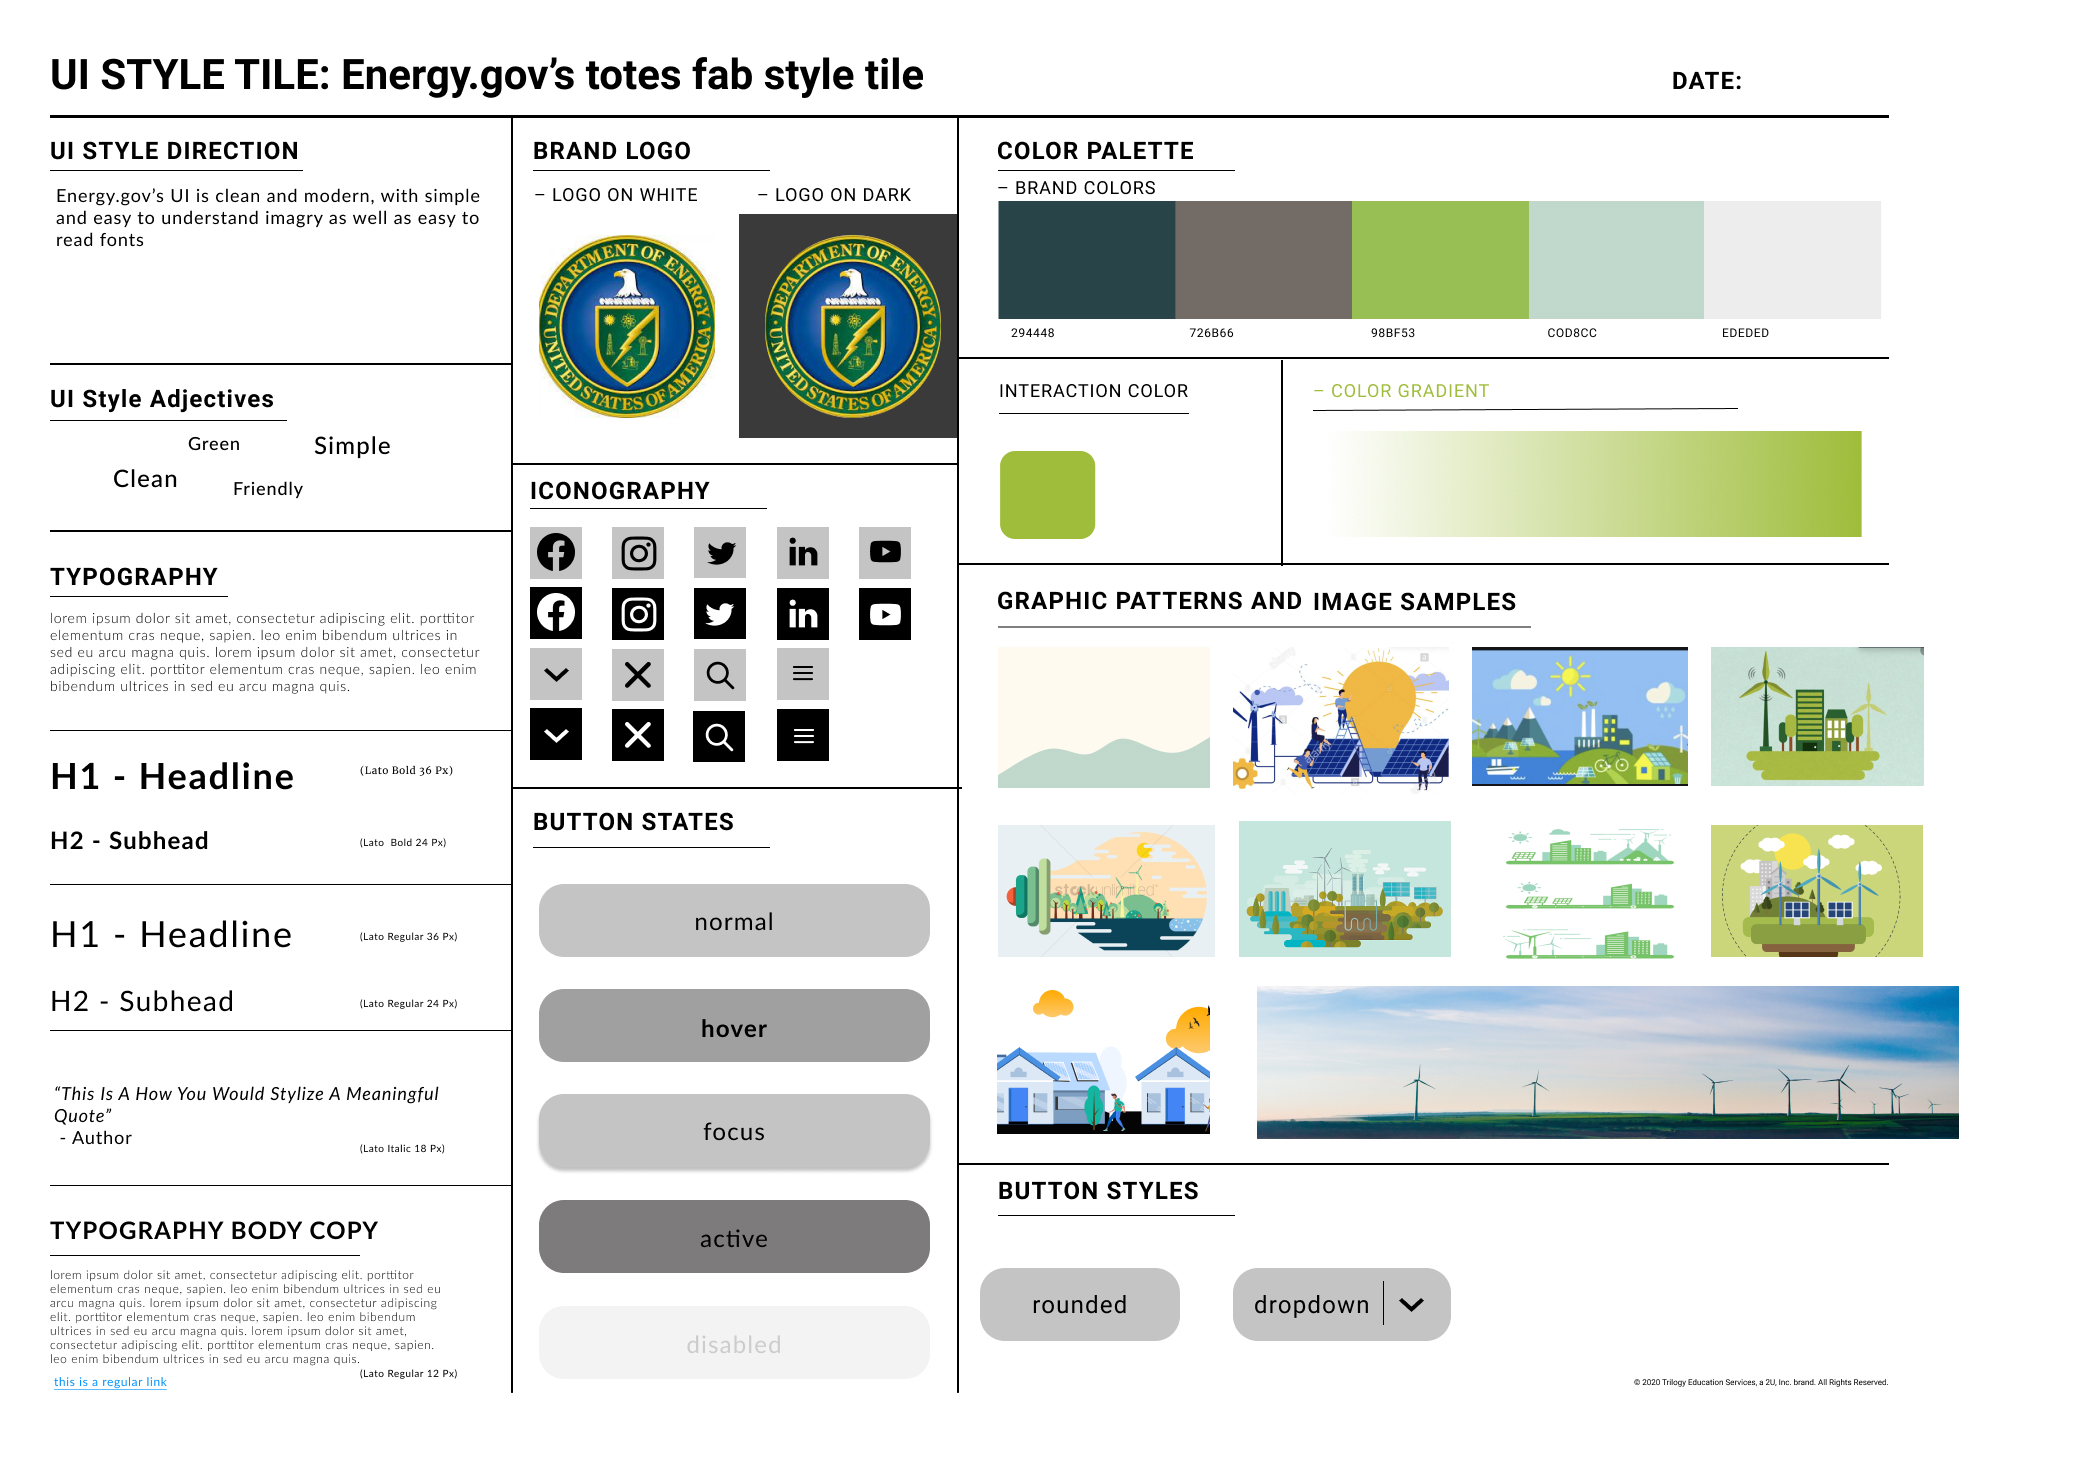 UI STYLE TILE: Energy.gov’s totes fab style tile
DATE:
UI STYLE DIRECTION
Energy.gov’s UI is clean and modern, with simple
and easy to understand imagry as well as easy to
read fonts
UI Style Adjectives
Green
Simple
Clean
Friendly
TYPOGRAPHY
lorem ipsum dolor sit amet, consectetur adipiscing elit. porttitor
elementum cras neque, sapien. leo enim bibendum ultrices in
sed eu arcu magna quis. lorem ipsum dolor sit amet, consectetur
adipiscing elit. porttitor elementum cras neque, sapien. leo enim
bibendum ultrices in sed eu arcu magna quis.
H1 - Headline
(Lato Bold 36 Px)
H2 - Subhead
(Lato  Bold 24 Px)
H1 - Headline
(Lato Regular 36 Px)
H2 - Subhead
(Lato Regular 24 Px)
“This Is A How You Would Stylize A Meaningful
Quote”
- Author
(Lato Italic 18 Px)
TYPOGRAPHY BODY COPY
lorem ipsum dolor sit amet, consectetur adipiscing elit. porttitor
elementum cras neque, sapien. leo enim bibendum ultrices in sed eu
arcu magna quis. lorem ipsum dolor sit amet, consectetur adipiscing
elit. porttitor elementum cras neque, sapien. leo enim bibendum
ultrices in sed eu arcu magna quis. lorem ipsum dolor sit amet,
consectetur adipiscing elit. porttitor elementum cras neque, sapien.
leo enim bibendum ultrices in sed eu arcu magna quis.
(Lato Regular 12 Px)
this is a regular link
BRAND LOGO
– LOGO ON WHITE
– LOGO ON DARK
DEPARTMENT OF ENERGY
UNITED STATES OF AMERICA
DEPARTMENT OF ENERGY
UNITED STATES OF AMERICA
ICONOGRAPHY
in
in
BUTTON STATES
normal
hover
focus
active
disabled
COLOR PALETTE
– BRAND COLORS
294448
726B66
98BF53
COD8CC
EDEDED
INTERACTION COLOR
– COLOR GRADIENT
GRAPHIC PATTERNS AND IMAGE SAMPLES
stockunlimited
BUTTON STYLES
rounded
dropdown
© 2020 Trilogy Education Services, a 2U, Inc. brand. All Rights Reserved.